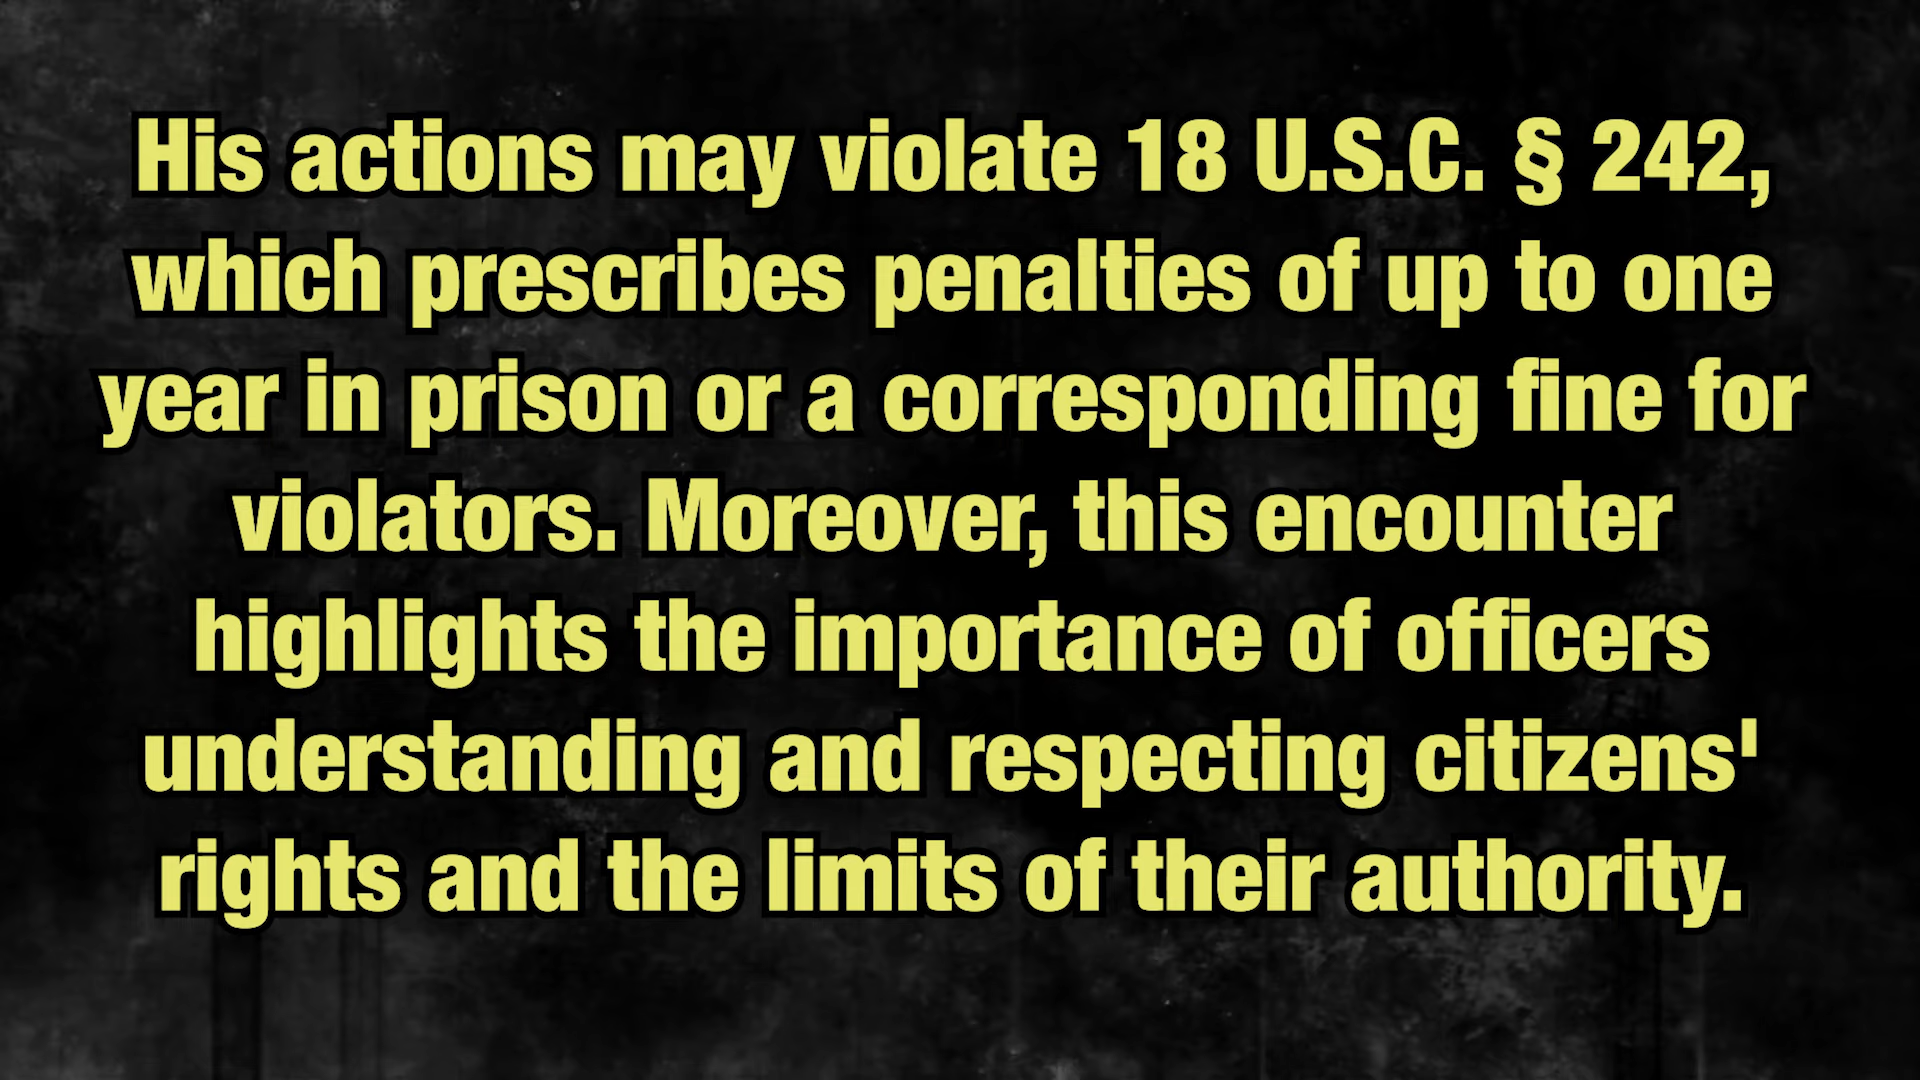 His actions may violate 18 U.S.C. § 242,
which prescribes penalties of up to one
year in prison or a corresponding fine for
violators. Moreover, this encounter
highlights the importance of officers
understanding and respecting citizens'
rights and the limits of their authority.